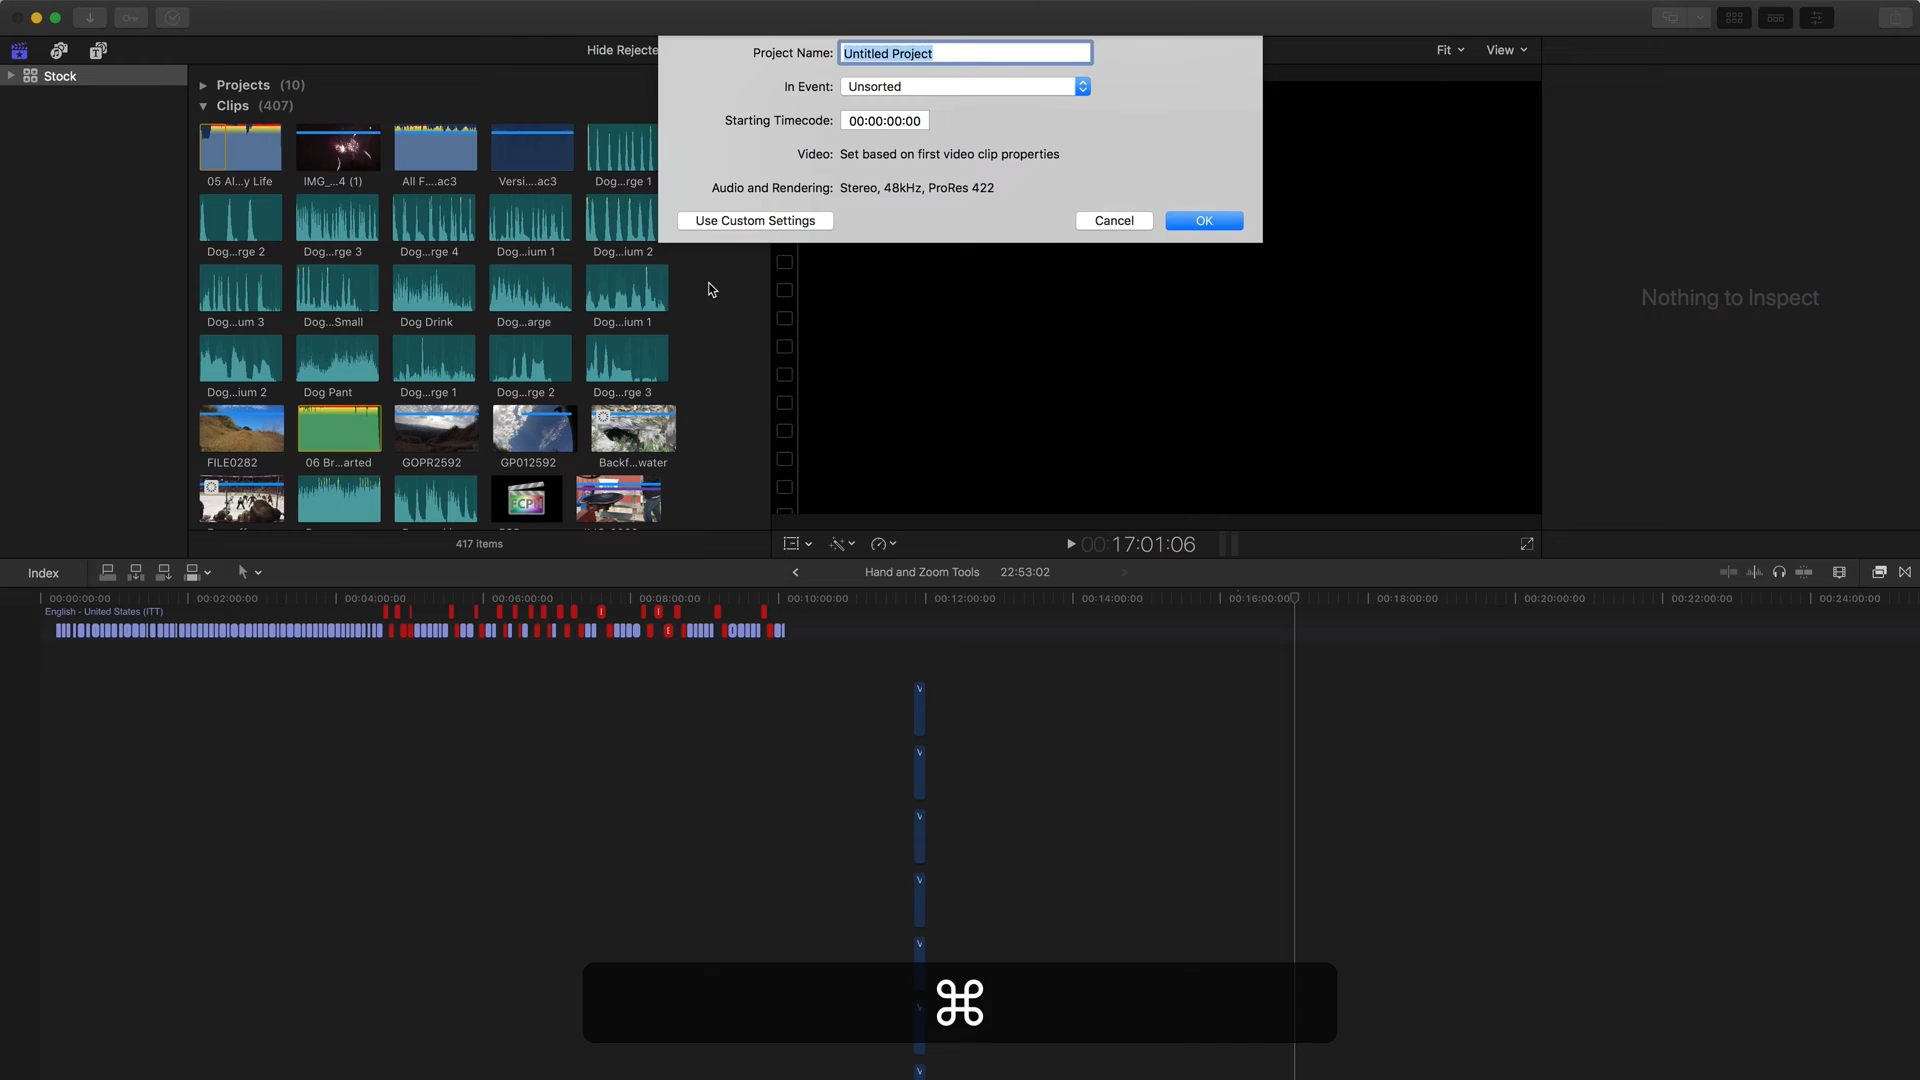 Hide Rejecte
Fit
View
Project Name: Untitled Project
In Event: Unsorted
Starting Timecode: 00:00:00:00
Video: Set based on first video clip properties
Audio and Rendering: Stereo, 48kHz, ProRes 422
Use Custom Settings
Cancel
OK
Stock
Projects (10)
Clips (407)
05 Al...y Life
IMG_...4 (1)
All F....ac3
Versi....ac3
Dog...rge 1
Dog...rge 2
Dog...rge 3
Dog...rge 4
Dog...ium 1
Dog...ium 2
Dog...um 3
Dog...Small
Dog Drink
Dog...arge
Dog...ium 1
Dog...ium 2
Dog Pant
Dog...rge 1
Dog...rge 2
Dog...rge 3
FILE0282
06 Br...arted
GOPR2592
GP012592
Backf...water
417 items
Nothing to Inspect
00:17:01:06
Index
Hand and Zoom Tools 22:53:02
00:00:00:00 00:02:00:00 00:04:00:00 00:06:00:00 00:08:00:00 00:10:00:00 00:12:00:00 00:14:00:00 00:16:00:00 00:18:00:00 00:20:00:00 00:22:00:00 00:24:00:00
English - United States (ITT)